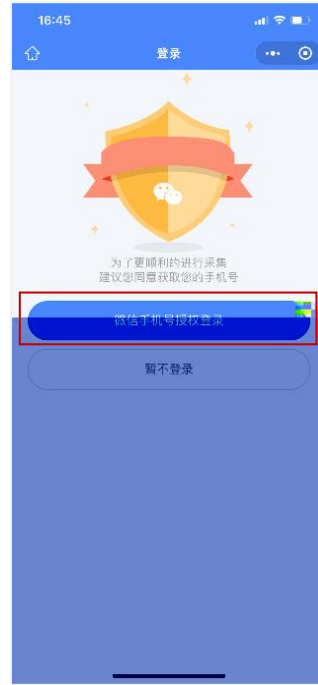 16:45
登录
为了更顺利的进行采集
建议您同意获取您的手机号
微信手机号授权登录
暂不登录